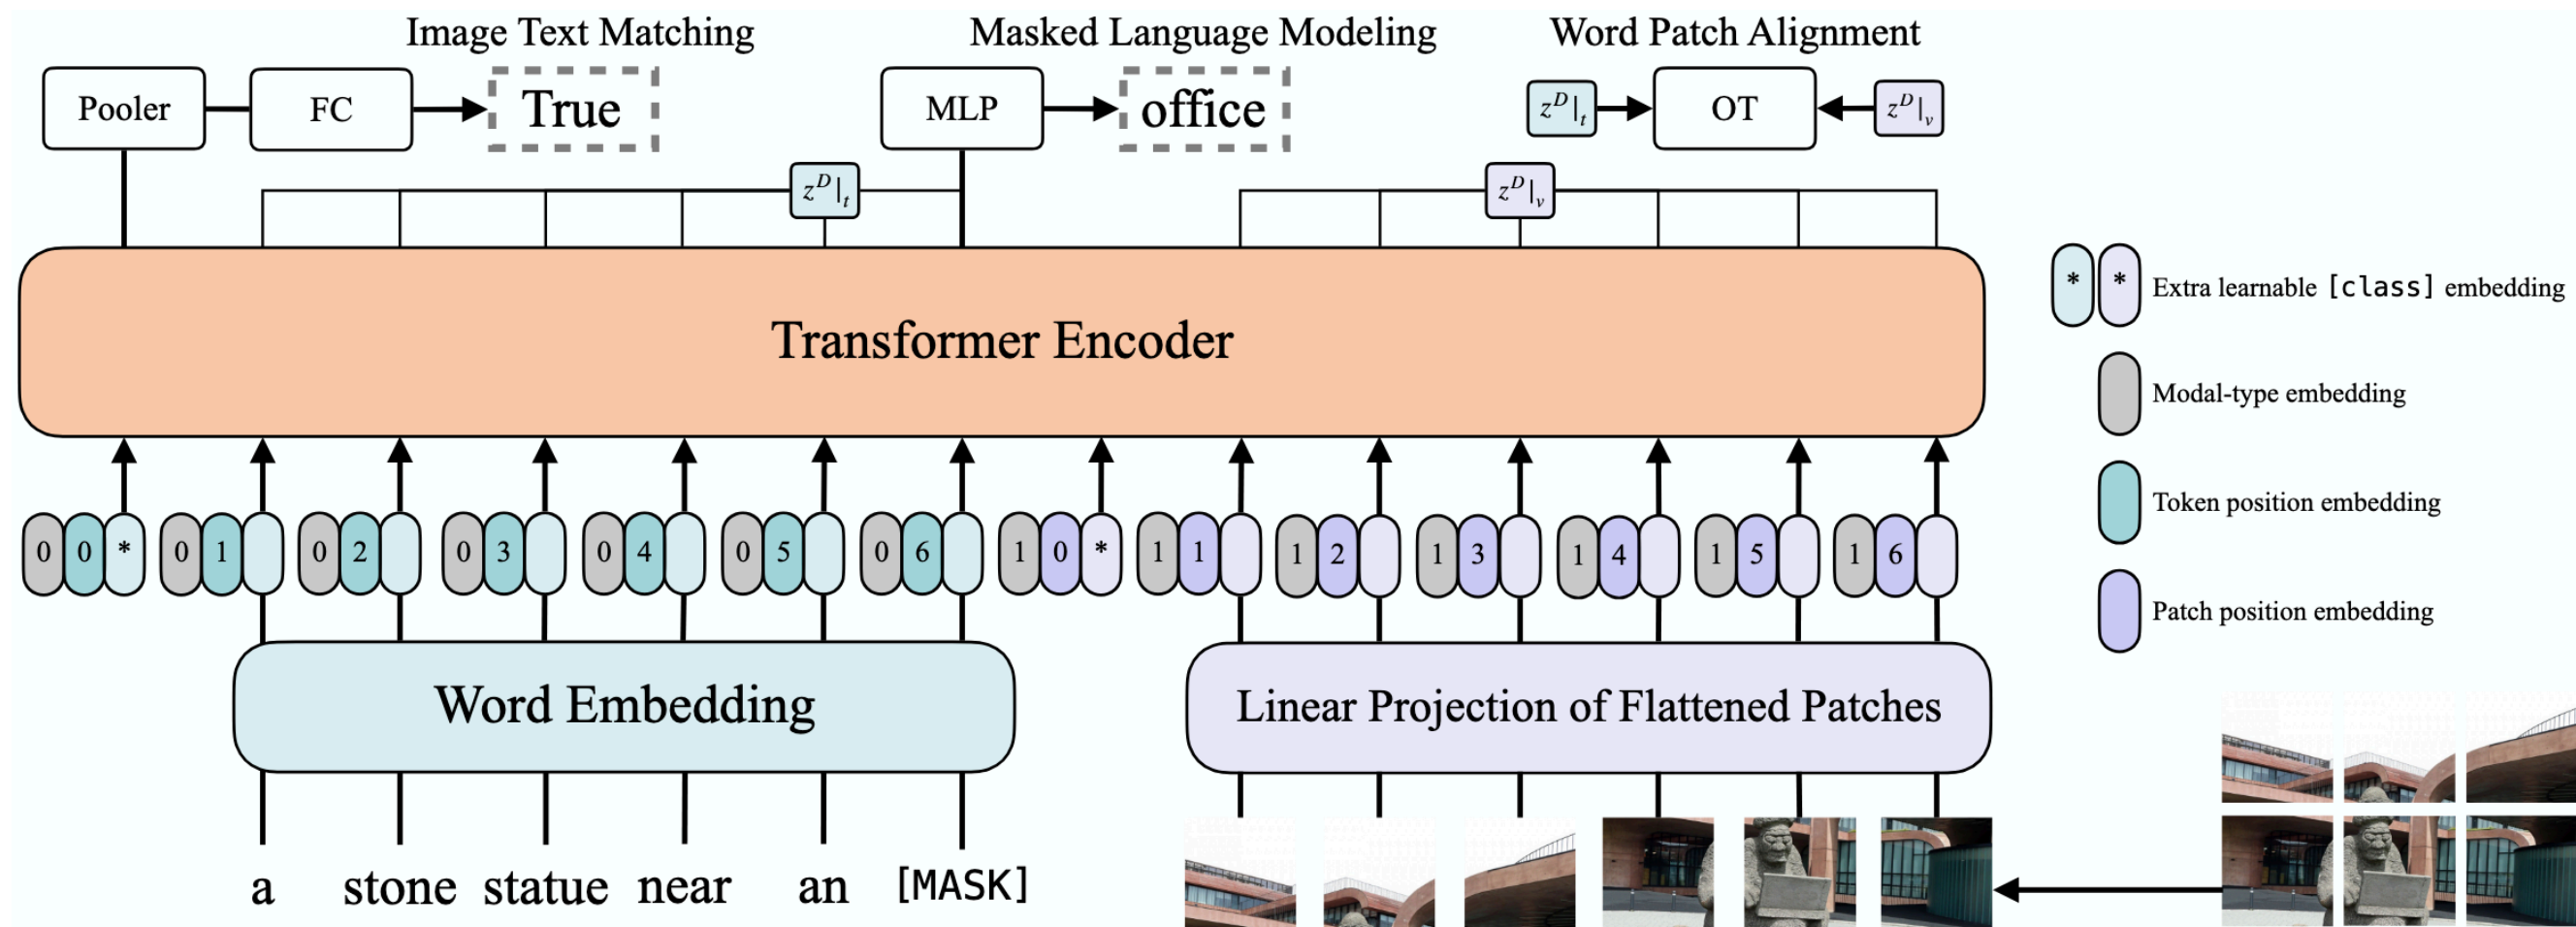 Image Text Matching
Masked Language Modeling
Word Patch Alignment
Pooler
FC
True
MLP
office
z^D|_t
OT
z^D|_v
z^D|_t
z^D|_v
Transformer Encoder
* * Extra learnable [class] embedding
Modal-type embedding
Token position embedding
Patch position embedding
0 0 * 0 1 0 2 0 3 0 4 0 5 0 6 1 0 * 1 1 1 2 1 3 1 4 1 5 1 6
Word Embedding
Linear Projection of Flattened Patches
a stone statue near an [MASK]